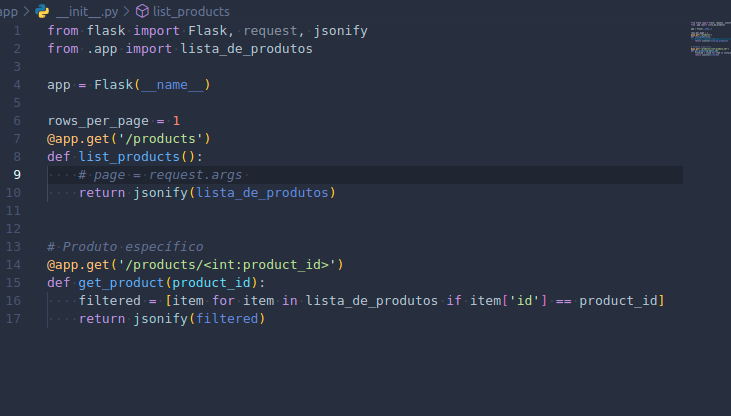 app > __init__.py > list_products
1 from flask import Flask, request, jsonify
2 from .app import lista_de_produtos
3
4 app = Flask(__name__)
5
6 rows_per_page = 1
7 @app.get('/products')
8 def list_products():
9     # page = request.args
10     return jsonify(lista_de_produtos)
11
12
13 # Produto específico
14 @app.get('/products/<int:product_id>')
15 def get_product(product_id):
16     filtered = [item for item in lista_de_produtos if item['id'] == product_id]
17     return jsonify(filtered)